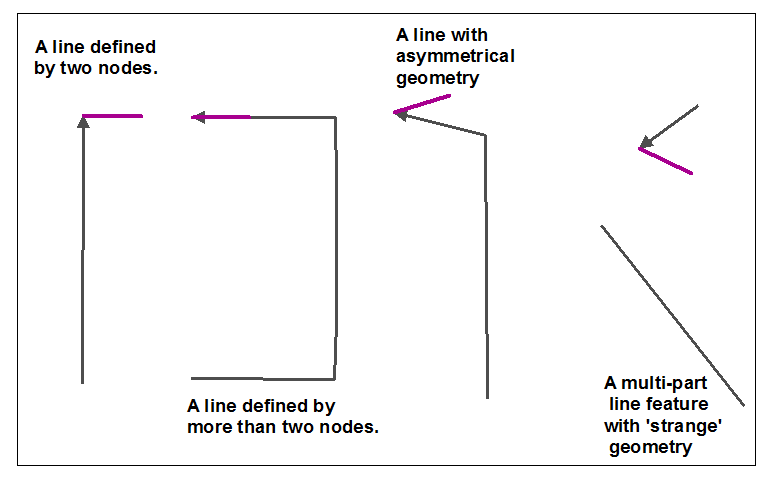 A line defined
by two nodes.
A line with
asymmetrical
geometry
A line defined by
more than two nodes.
A multi-part
line feature
with 'strange'
geometry